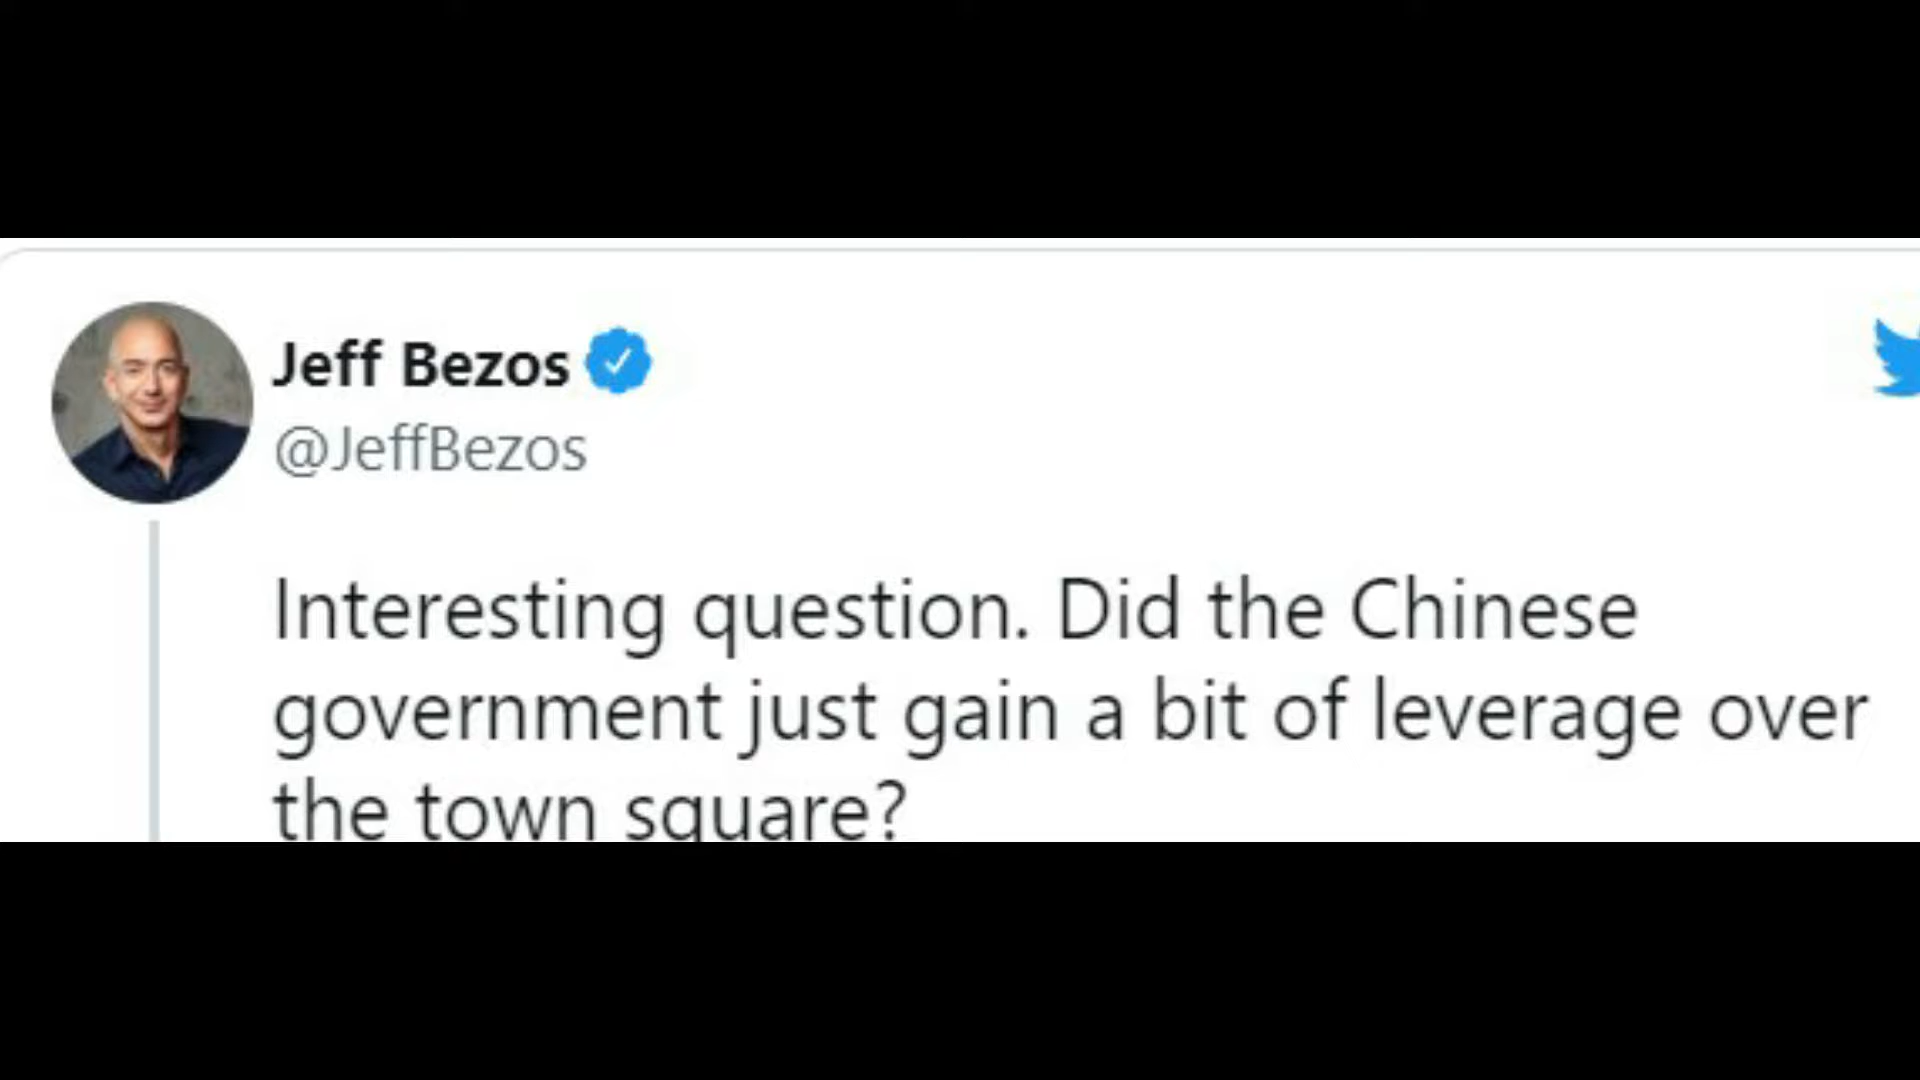 Jeff Bezos
@JeffBezos
Interesting question. Did the Chinese
government just gain a bit of leverage over
the town square?